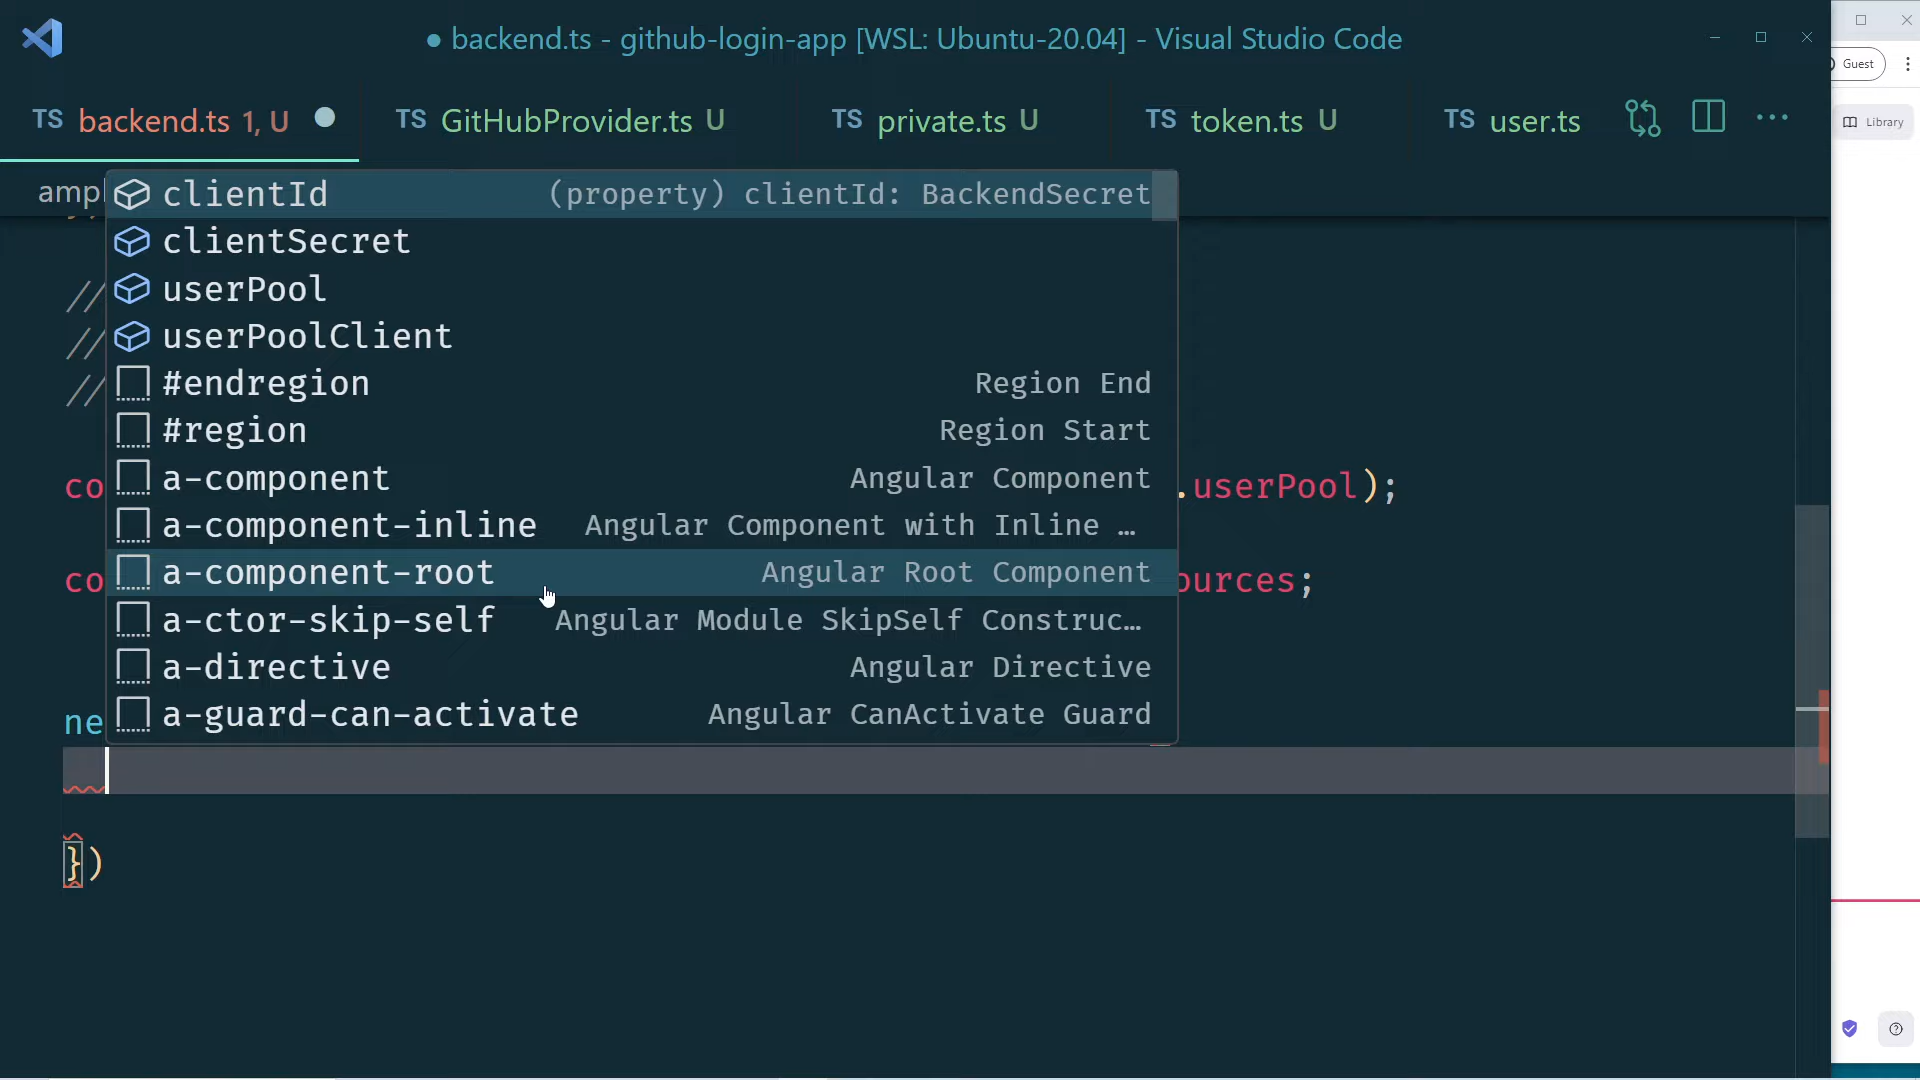 ● backend.ts - github-login-app [WSL: Ubuntu-20.04] - Visual Studio Code
Guest
TS backend.ts 1, U
TS GitHubProvider.ts U
TS private.ts U
TS token.ts U
TS user.ts
Library
amp
clientId (property) clientId: BackendSecret
clientSecret
//
userPool
//
userPoolClient
//
#endregion Region End
#region Region Start
a-component Angular Component
co .userPool);
a-component-inline Angular Component with Inline …
a-component-root Angular Root Component
co ources;
a-ctor-skip-self Angular Module SkipSelf Construc…
a-directive Angular Directive
a-guard-can-activate Angular CanActivate Guard
ne
})